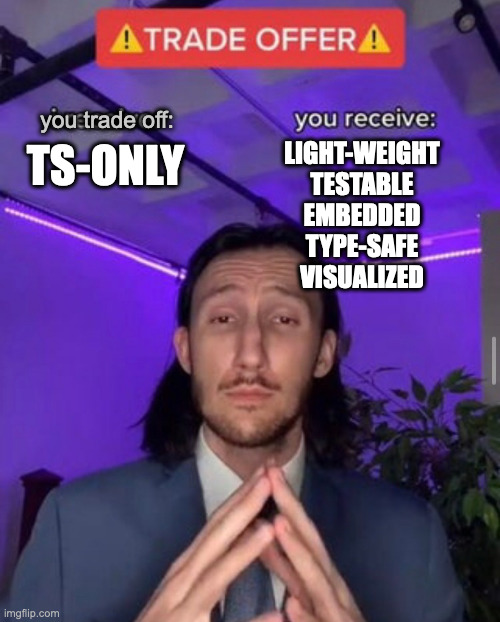 ⚠TRADE OFFER⚠
you trade off:
TS-ONLY
you receive:
LIGHT-WEIGHT
TESTABLE
EMBEDDED
TYPE-SAFE
VISUALIZED
imgflip.com